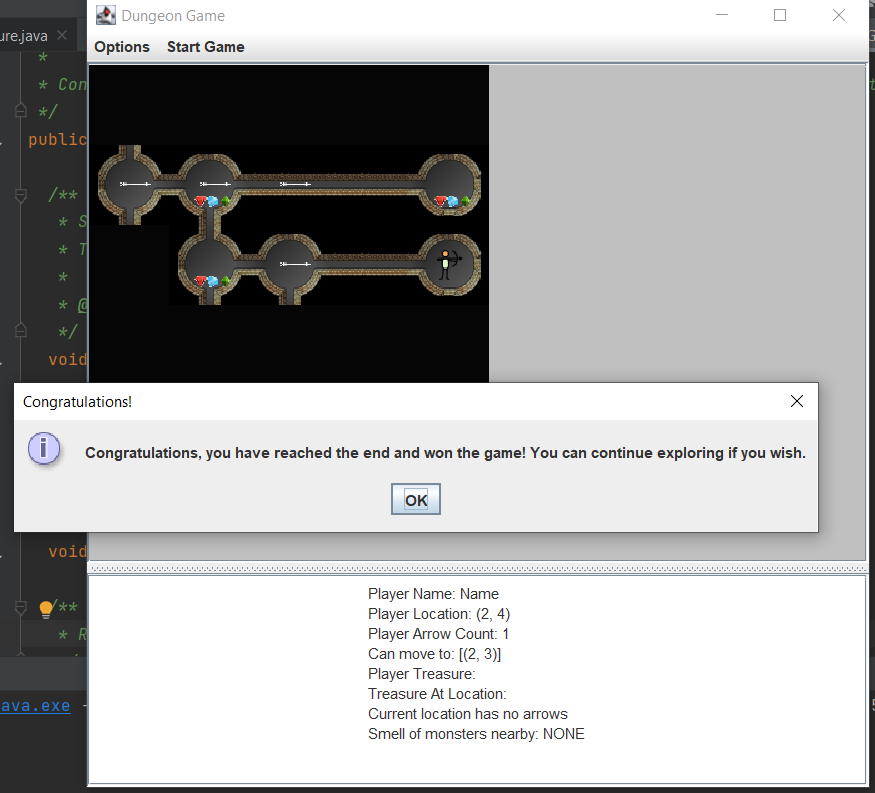 Dungeon Game
ure.java
Options Start Game
*
* Con
*/
public
/**
* S
* T
*
* @
*/
void
Congratulations!
Congratulations, you have reached the end and won the game! You can continue exploring if you wish.
OK
void
/**
* R
ava.exe
Player Name: Name
Player Location: (2, 4)
Player Arrow Count: 1
Can move to: [(2, 3)]
Player Treasure:
Treasure At Location:
Current location has no arrows
Smell of monsters nearby: NONE